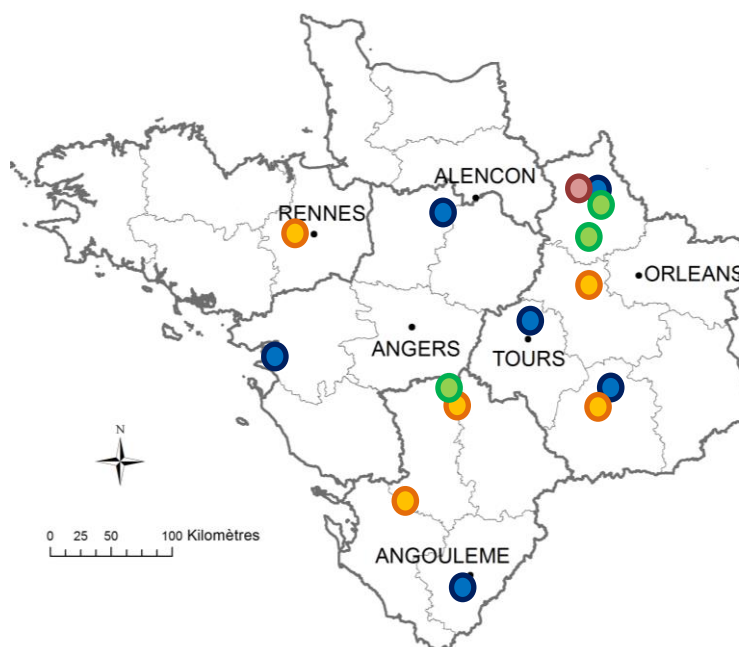 ALENCON
RENNES
ORLEANS
ANGERS
TOURS
N
0 25 50 100 Kilomètres
ANGOULEME